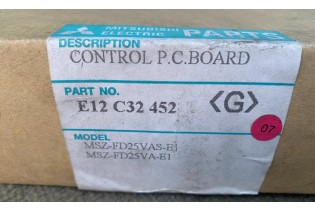 MITSUBISHI
ELECTRIC PARTS
DESCRIPTION
CONTROL P.C.BOARD
PART NO.
E12 C32 452 <G>
07
MODEL
MSZ-FD25VAS-E1
MSZ-FD25VA-E1